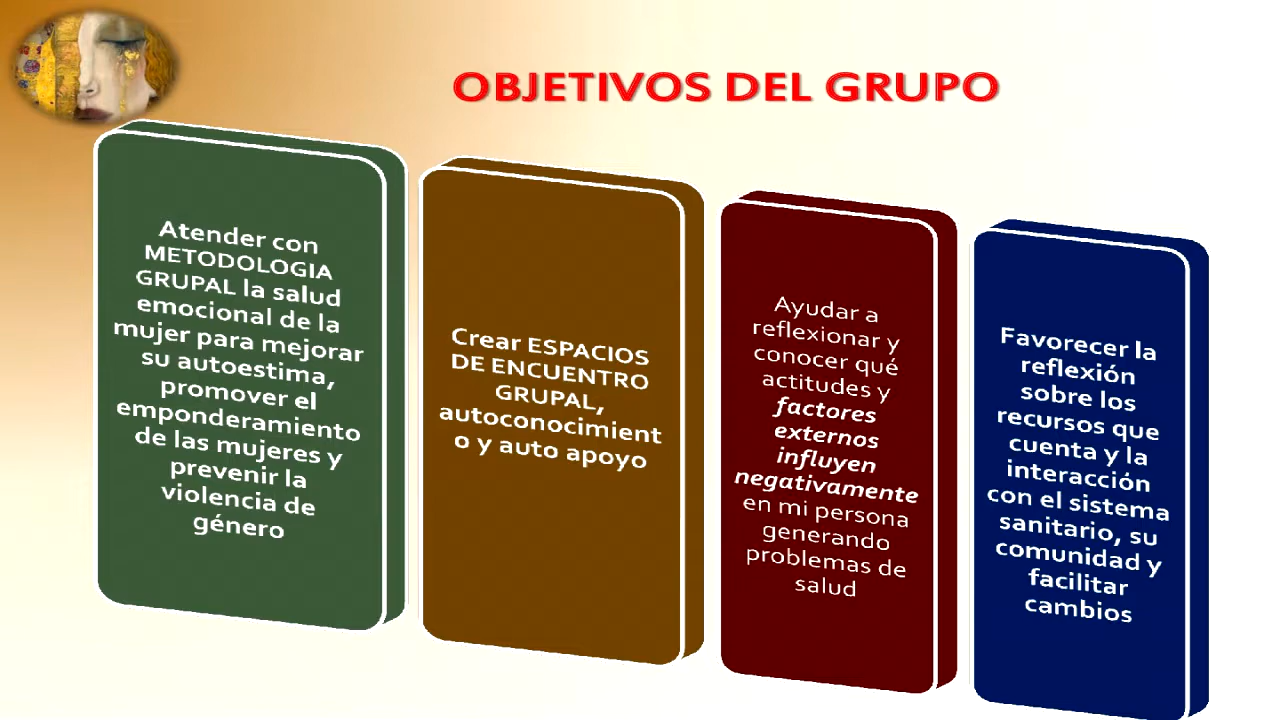 OBJETIVOS DEL GRUPO
Atender con
METODOLOGIA
GRUPAL la salud
emocional de la
mujer para mejorar
su autoestima,
promover el
emponderamiento
de las mujeres y
prevenir la
violencia de
género
Crear ESPACIOS
DE ENCUENTRO
GRUPAL,
autoconocimient
o y auto apoyo
Ayudar a
reflexionar y
conocer qué
actitudes y
factores
externos
influyen
negativamente
en mi persona
generando
problemas de
salud
Favorecer la
reflexión
sobre los
recursos que
cuenta y la
interacción
con el sistema
sanitario, su
comunidad y
facilitar
cambios